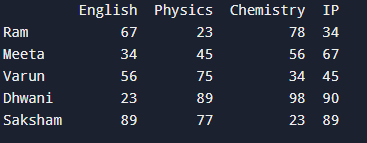 English Physics Chemistry IP
Ram 67 23 78 34
Meeta 34 45 56 67
Varun 56 75 34 45
Dhwani 23 89 98 90
Saksham 89 77 23 89